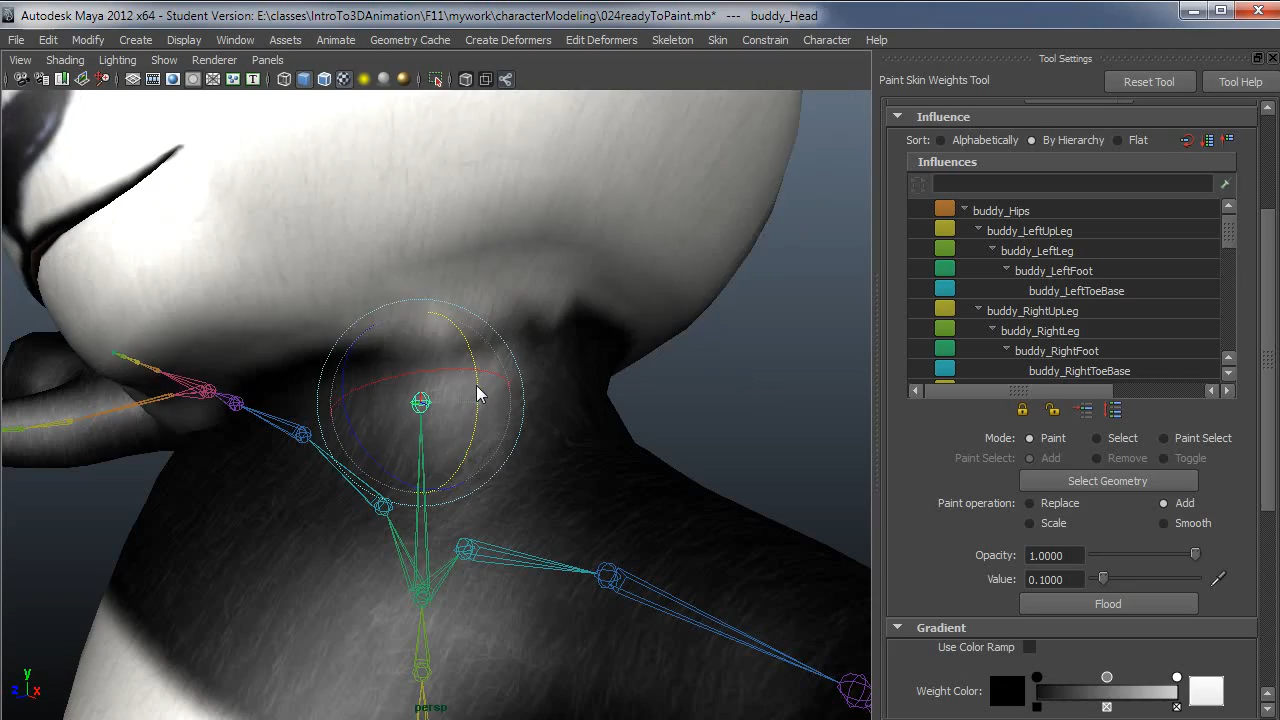 Autodesk Maya 2012 x64 - Student Version: E:\classes\IntroTo3DAnimation\F11\mywork\characterModeling\024readyToPaint.mb* --- buddy_Head
File Edit Modify Create Display Window Assets Animate Geometry Cache Create Deformers Edit Deformers Skeleton Skin Constrain Character Help
View Shading Lighting Show Renderer Panels
Tool Settings
Paint Skin Weights Tool Reset Tool Tool Help
Influence
Sort: Alphabetically By Hierarchy Flat
Influences
buddy_Hips
buddy_LeftUpLeg
buddy_LeftLeg
buddy_LeftFoot
buddy_LeftToeBase
buddy_RightUpLeg
buddy_RightLeg
buddy_RightFoot
buddy_RightToeBase
Mode: Paint Select Paint Select
Paint Select: Add Remove Toggle
Select Geometry
Paint operation: Replace Add
Scale Smooth
Opacity: 1.0000
Value: 0.1000
Flood
Gradient
Use Color Ramp
Weight Color:
y
z x
persp